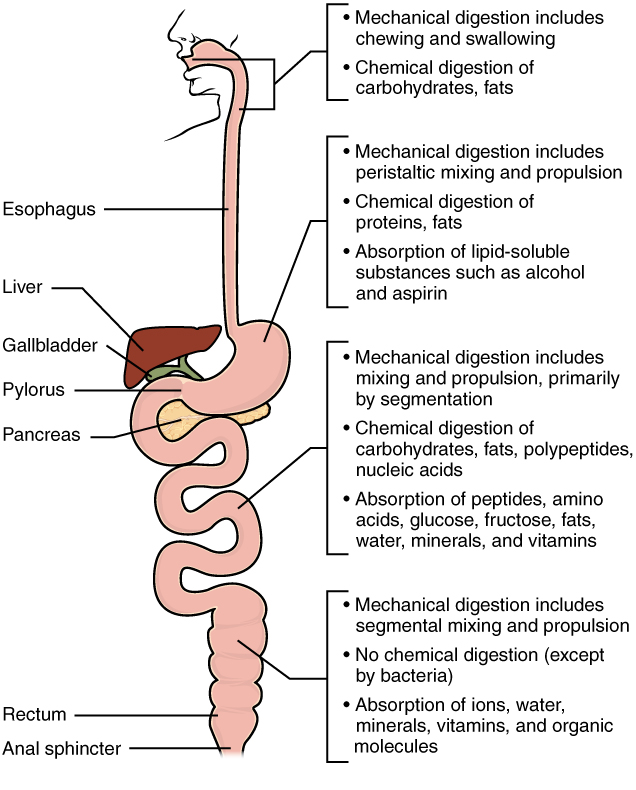 • Mechanical digestion includes
chewing and swallowing
• Chemical digestion of
carbohydrates, fats
• Mechanical digestion includes
peristaltic mixing and propulsion
• Chemical digestion of
proteins, fats
• Absorption of lipid-soluble
substances such as alcohol
and aspirin
• Mechanical digestion includes
mixing and propulsion, primarily
by segmentation
• Chemical digestion of
carbohydrates, fats, polypeptides,
nucleic acids
• Absorption of peptides, amino
acids, glucose, fructose, fats,
water, minerals, and vitamins
• Mechanical digestion includes
segmental mixing and propulsion
• No chemical digestion (except
by bacteria)
• Absorption of ions, water,
minerals, vitamins, and organic
molecules
Esophagus
Liver
Gallbladder
Pylorus
Pancreas
Rectum
Anal sphincter